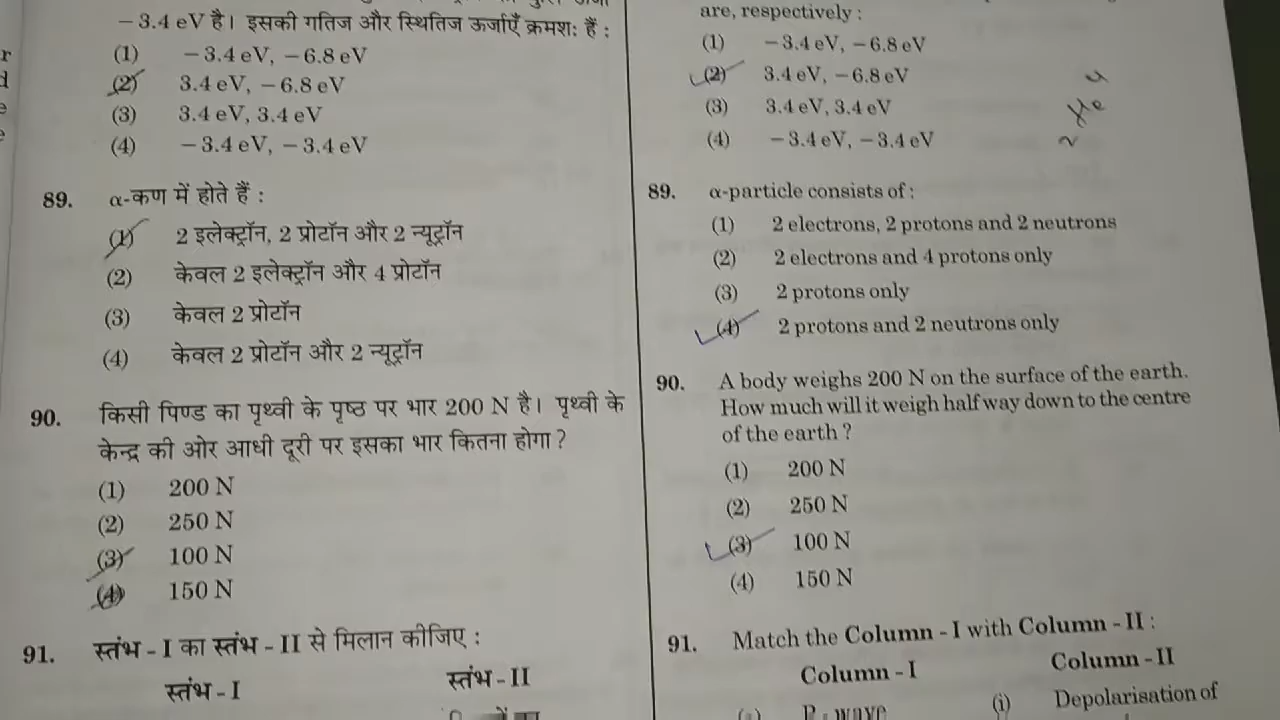 −3.4 eV है। इसकी गतिज और स्थितिज ऊर्जाएँ क्रमशः हैं :
(1) −3.4 eV, −6.8 eV
(2) 3.4 eV, −6.8 eV
(3) 3.4 eV, 3.4 eV
(4) −3.4 eV, −3.4 eV
89. α-कण में होते हैं :
(1) 2 इलेक्ट्रॉन, 2 प्रोटॉन और 2 न्यूट्रॉन
(2) केवल 2 इलेक्ट्रॉन और 4 प्रोटॉन
(3) केवल 2 प्रोटॉन
(4) केवल 2 प्रोटॉन और 2 न्यूट्रॉन
90. किसी पिण्ड का पृथ्वी के पृष्ठ पर भार 200 N है। पृथ्वी के
केन्द्र की ओर आधी दूरी पर इसका भार कितना होगा ?
(1) 200 N
(2) 250 N
(3) 100 N
(4) 150 N
91. स्तंभ - I का स्तंभ - II से मिलान कीजिए :
स्तंभ - I स्तंभ - II
are, respectively :
(1) −3.4 eV, −6.8 eV
(2) 3.4 eV, −6.8 eV
(3) 3.4 eV, 3.4 eV
(4) −3.4 eV, −3.4 eV
4
He
2
89. α-particle consists of :
(1) 2 electrons, 2 protons and 2 neutrons
(2) 2 electrons and 4 protons only
(3) 2 protons only
(4) 2 protons and 2 neutrons only
90. A body weighs 200 N on the surface of the earth.
How much will it weigh half way down to the centre
of the earth ?
(1) 200 N
(2) 250 N
(3) 100 N
(4) 150 N
91. Match the Column - I with Column - II :
Column - I Column - II
(i) Depolarisation of
P - wave